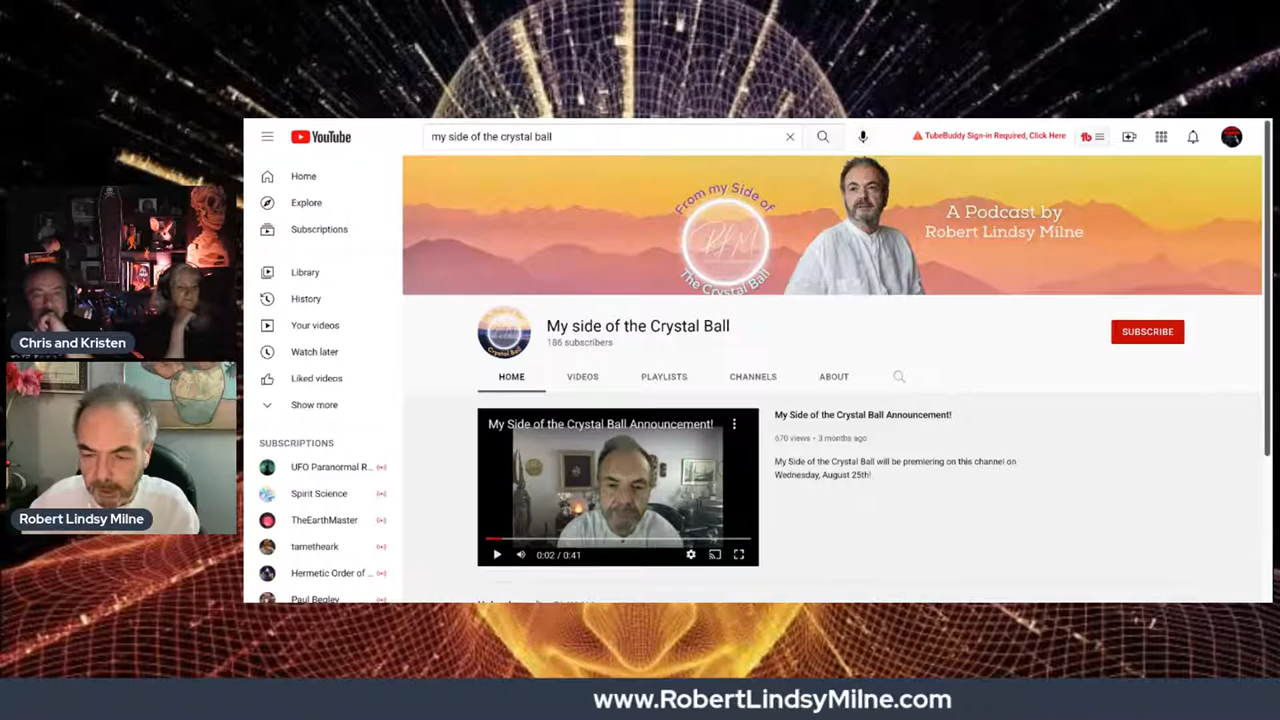 YouTube
my side of the crystal ball
TubeBuddy Sign-in Required, Click Here
tb
Home
Explore
Subscriptions
Library
History
Your videos
Watch later
Liked videos
Show more
SUBSCRIPTIONS
UFO Paranormal R...
Spirit Science
TheEarthMaster
tametheark
Hermetic Order of ...
Paul Begley
From my Side of
RLM
The Crystal Ball
A Podcast by
Robert Lindsy Milne
Crystal Ball
My side of the Crystal Ball
186 subscribers
SUBSCRIBE
HOME
VIDEOS
PLAYLISTS
CHANNELS
ABOUT
My Side of the Crystal Ball Announcement!
0:02 / 0:41
My Side of the Crystal Ball Announcement!
670 views • 3 months ago
My Side of the Crystal Ball will be premiering on this channel on
Wednesday, August 25th!
Chris and Kristen
Robert Lindsy Milne
www.RobertLindsyMilne.com